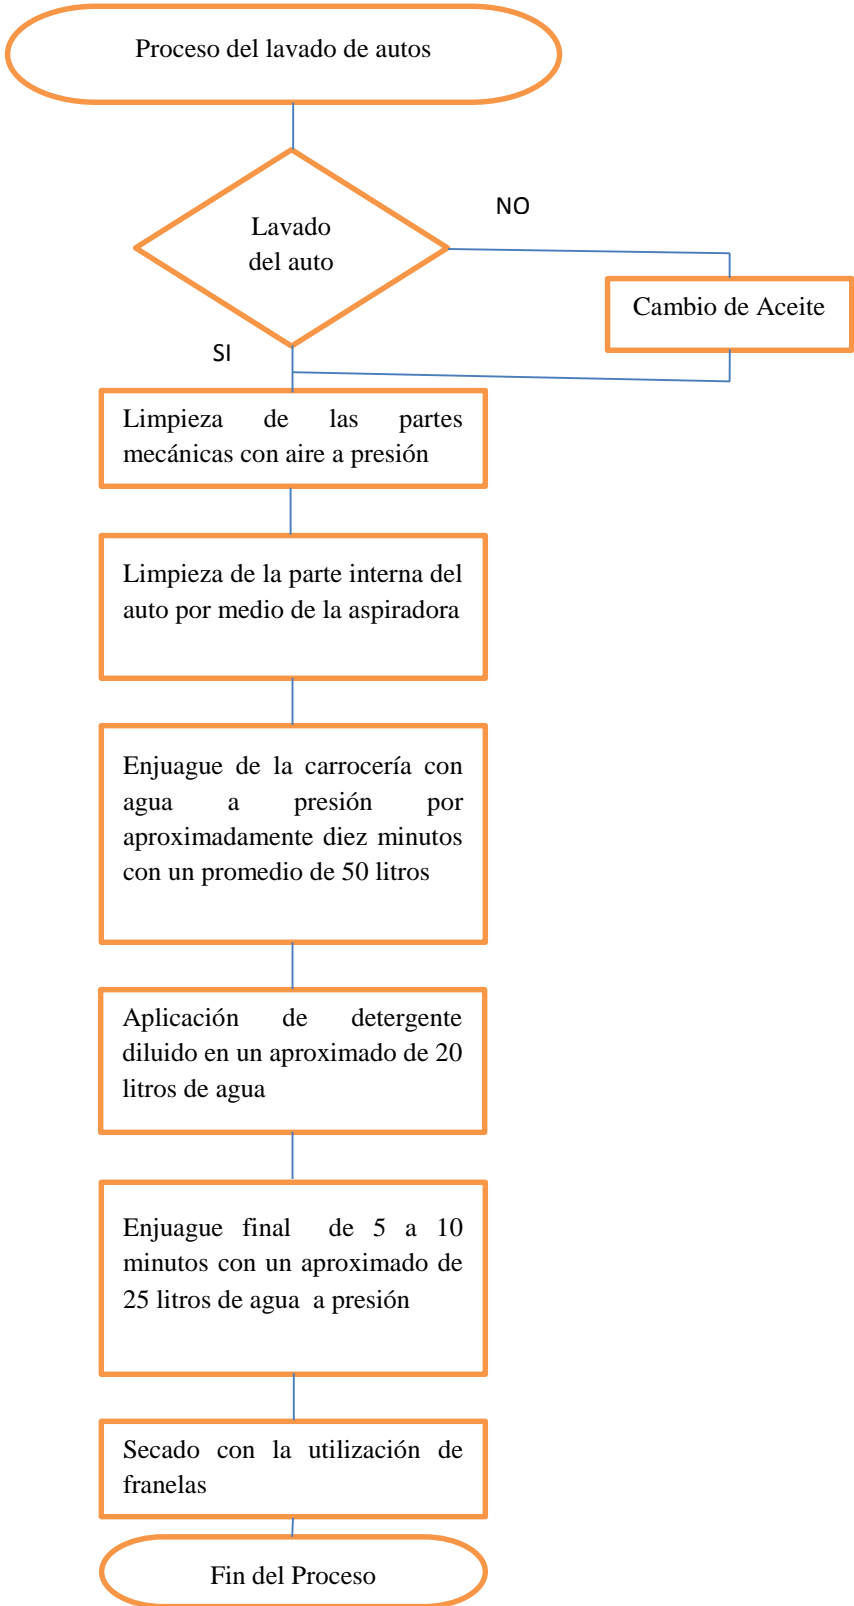 Proceso del lavado de autos
NO
Lavado
del auto
Cambio de Aceite
SI
Limpieza de las partes
mecánicas con aire a presión
Limpieza de la parte interna del
auto por medio de la aspiradora
Enjuague de la carrocería con
agua a presión por
aproximadamente diez minutos
con un promedio de 50 litros
Aplicación de detergente
diluido en un aproximado de 20
litros de agua
Enjuague final de 5 a 10
minutos con un aproximado de
25 litros de agua a presión
Secado con la utilización de
franelas
Fin del Proceso